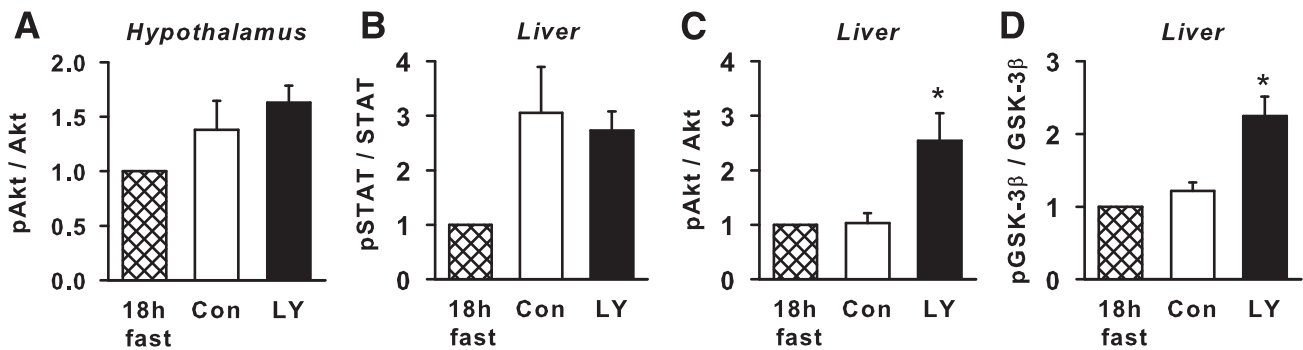 A Hypothalamus
pAkt / Akt
2.0
1.5
1.0
0.5
0.0
18h
fast
Con
LY
B Liver
pSTAT / STAT
4
3
2
1
0
18h
fast
Con
LY
C Liver
pAkt / Akt
4
3
2
1
0
*
18h
fast
Con
LY
D Liver
pGSK-3β / GSK-3β
3
2
1
0
*
18h
fast
Con
LY